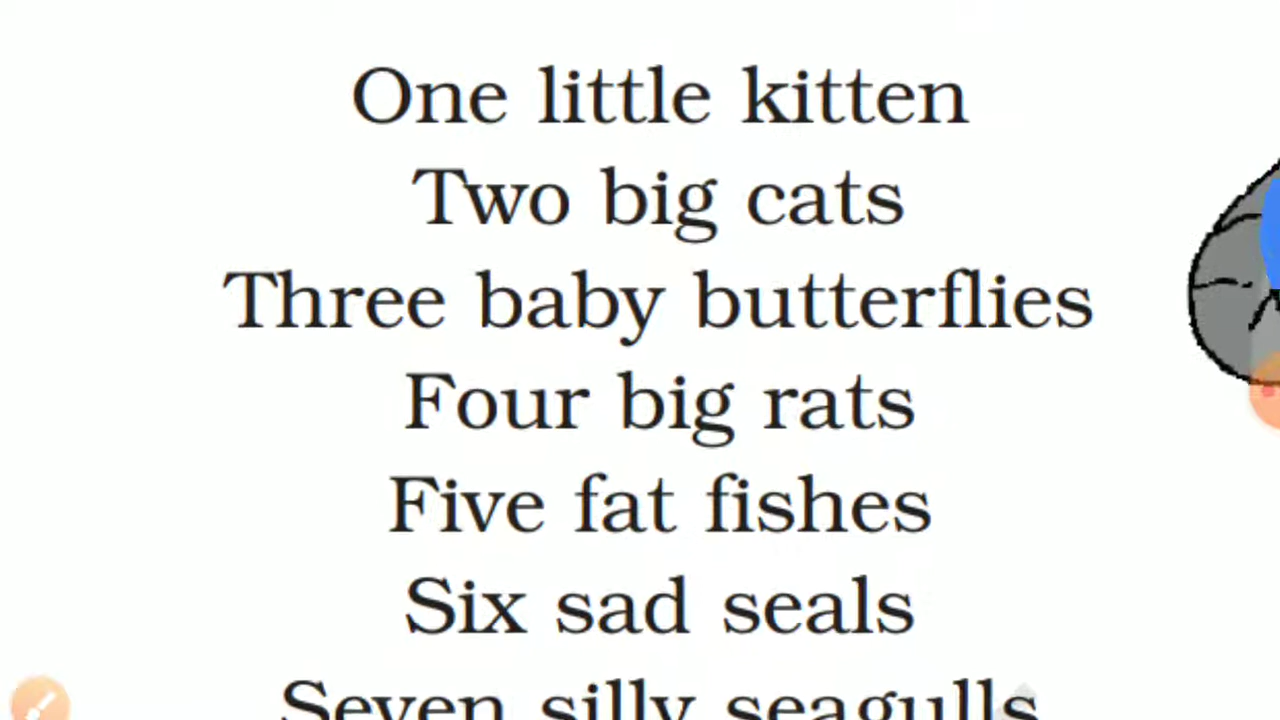 One little kitten
Two big cats
Three baby butterflies
Four big rats
Five fat fishes
Six sad seals
Seven silly seagulls